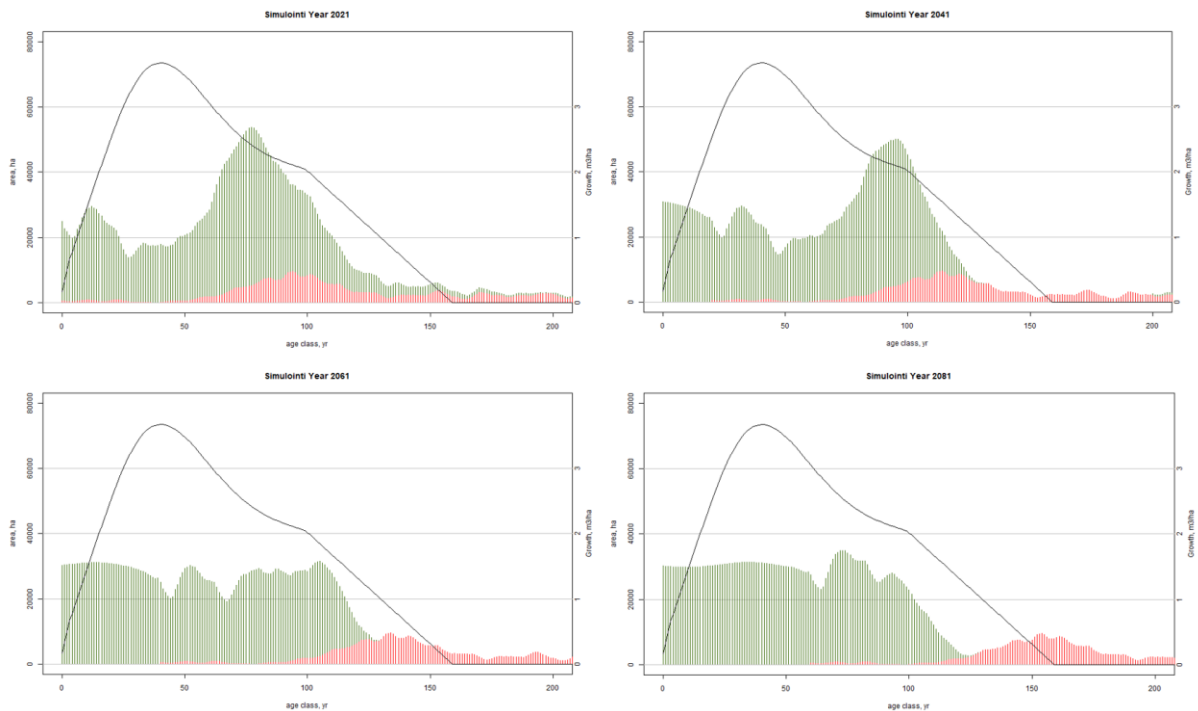 Simulointi Year 2021
80000
60000
40000
20000
0
area, ha
3
2
1
0
Growth, m3/ha
0 50 100 150 200
age class, yr
Simulointi Year 2041
80000
60000
40000
20000
0
area, ha
3
2
1
0
Growth, m3/ha
0 50 100 150 200
age class, yr
Simulointi Year 2061
80000
60000
40000
20000
0
area, ha
3
2
1
0
Growth, m3/ha
0 50 100 150 200
age class, yr
Simulointi Year 2081
80000
60000
40000
20000
0
area, ha
3
2
1
0
Growth, m3/ha
0 50 100 150 200
age class, yr